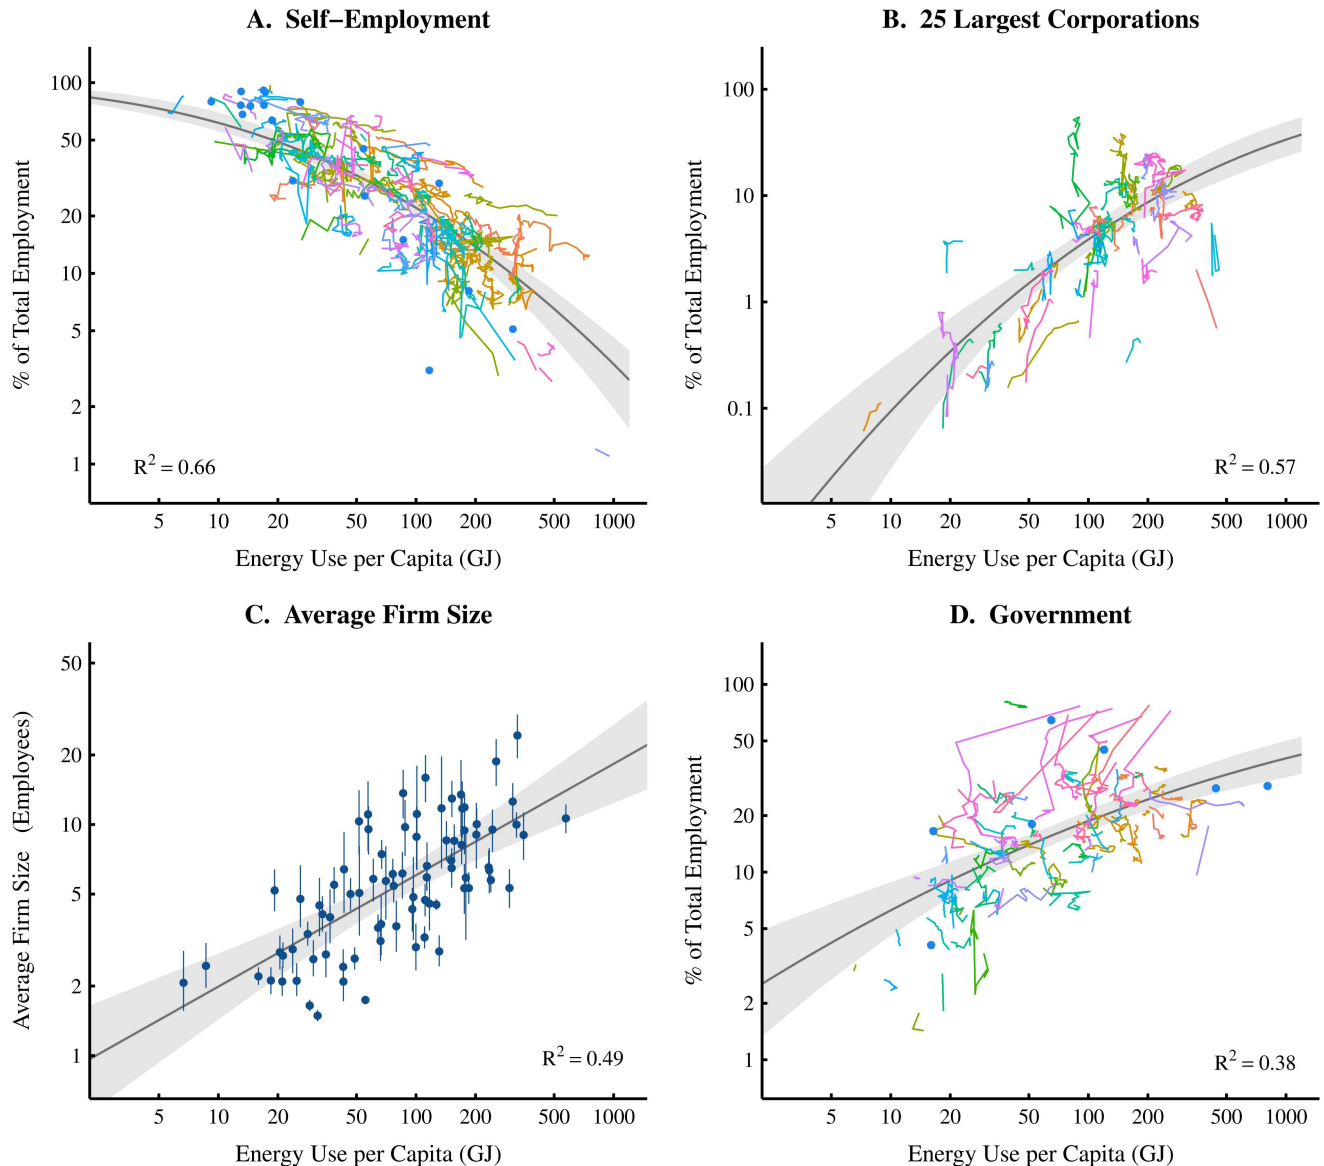 A. Self−Employment
% of Total Employment
100
50
20
10
5
2
1
R² = 0.66
5 10 20 50 100 200 500 1000
Energy Use per Capita (GJ)
B. 25 Largest Corporations
% of Total Employment
100
10
1
0.1
R² = 0.57
5 10 20 50 100 200 500 1000
Energy Use per Capita (GJ)
C. Average Firm Size
Average Firm Size (Employees)
50
20
10
5
2
1
R² = 0.49
5 10 20 50 100 200 500 1000
Energy Use per Capita (GJ)
D. Government
% of Total Employment
100
50
20
10
5
2
1
R² = 0.38
5 10 20 50 100 200 500 1000
Energy Use per Capita (GJ)